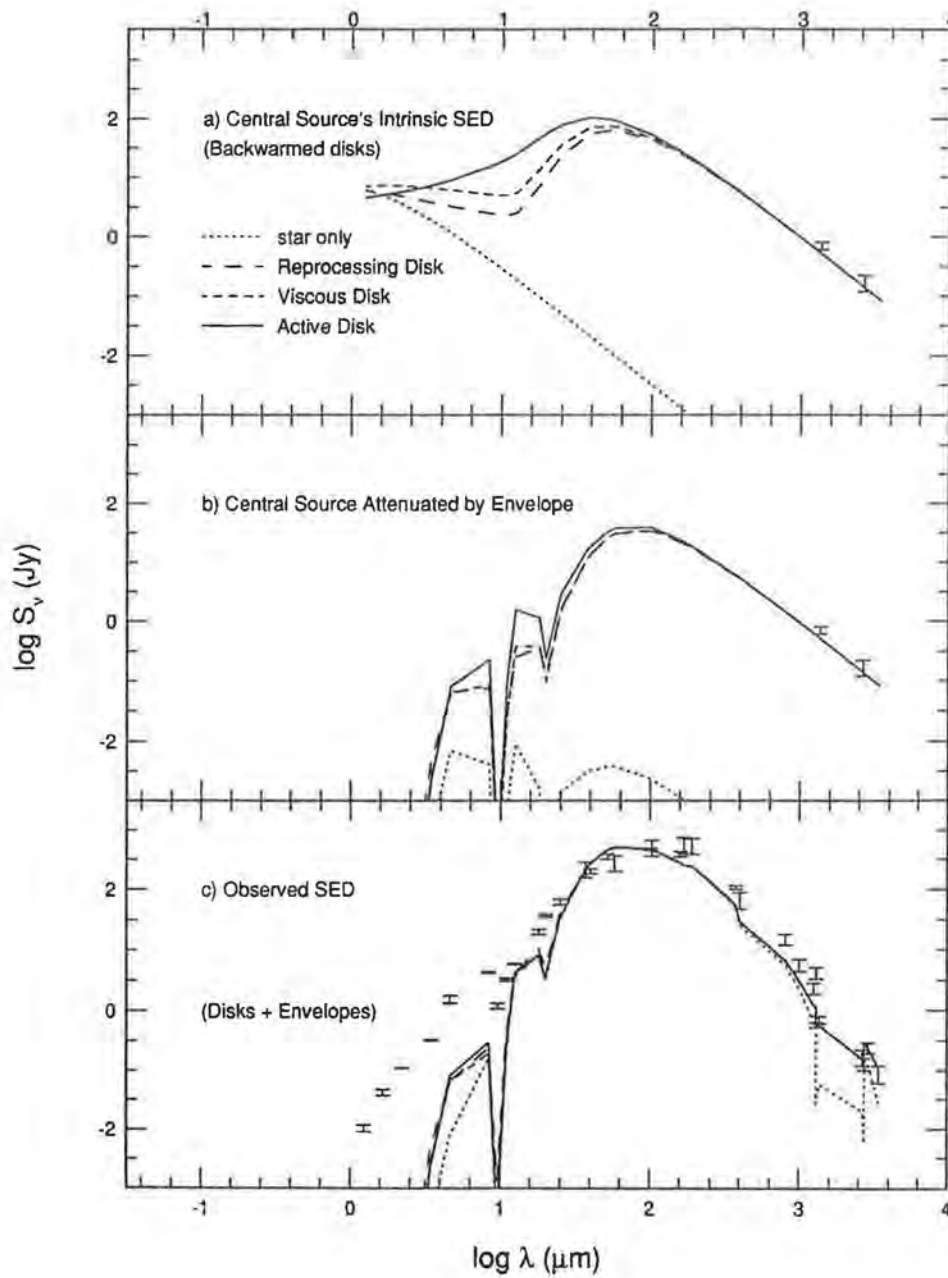 -1 0 1 2 3 4
2
0
-2
a) Central Source's Intrinsic SED
(Backwarmed disks)
star only
Reprocessing Disk
Viscous Disk
Active Disk
2
0
-2
b) Central Source Attenuated by Envelope
log Sν (Jy)
2
0
-2
c) Observed SED
(Disks + Envelopes)
-1 0 1 2 3 4
log λ (μm)